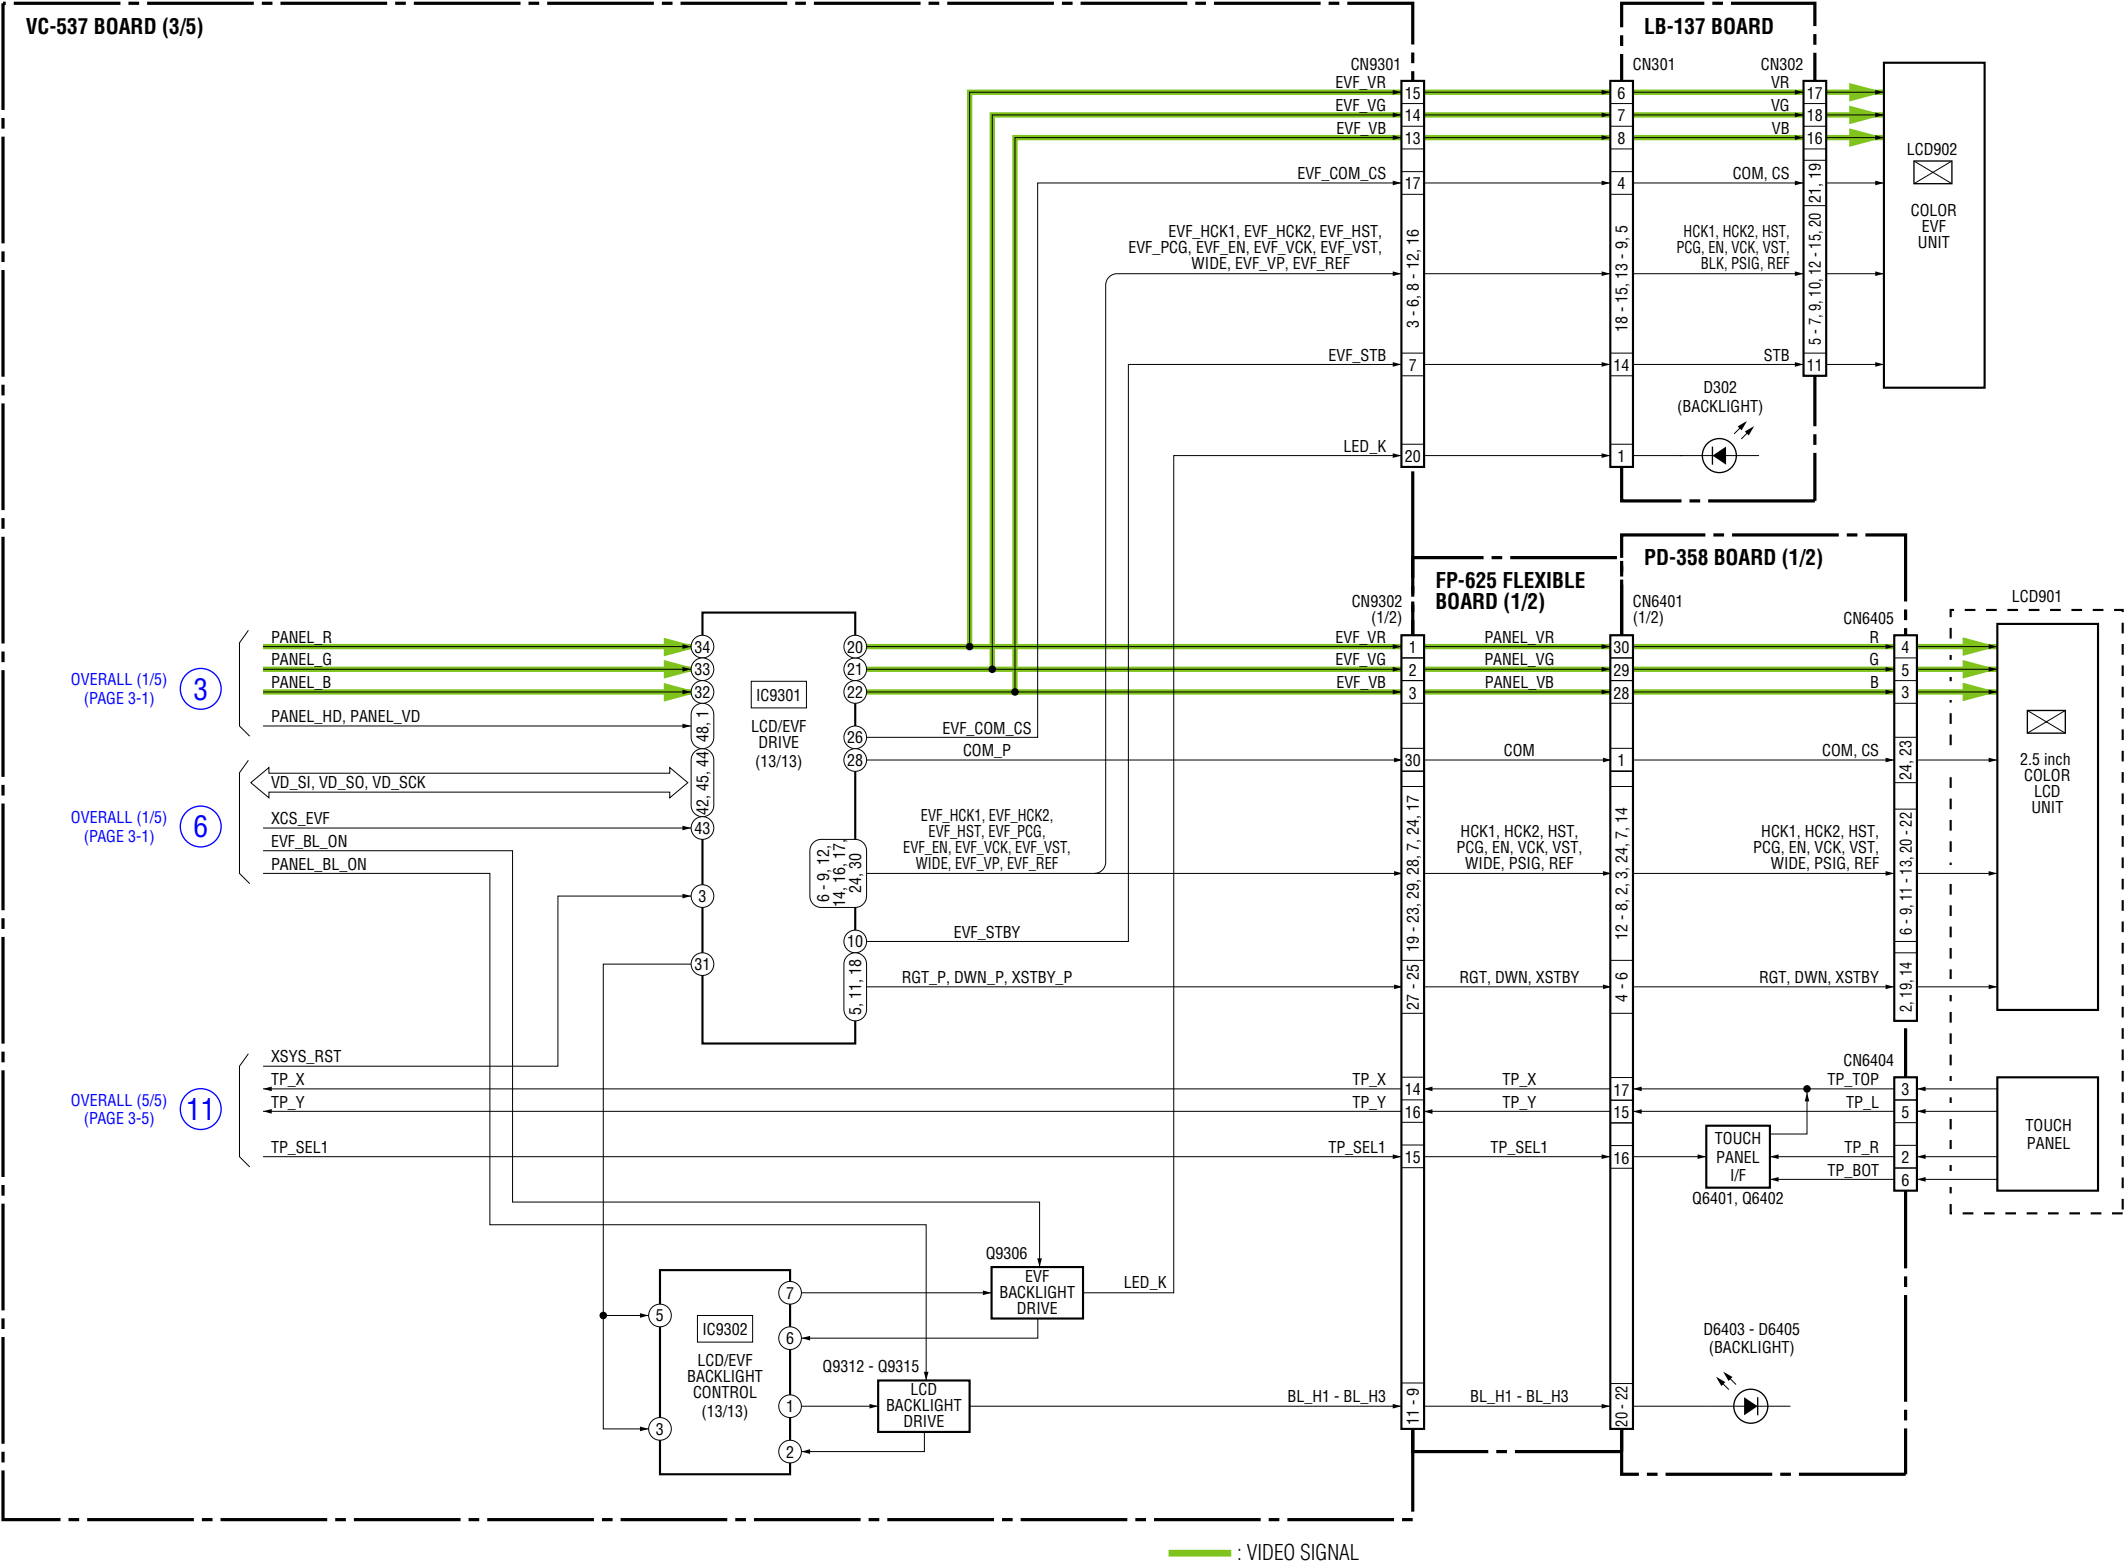 VC-537 BOARD (3/5)
LB-137 BOARD
CN9301
CN301
CN302
EVF_VR
15
6
VR
17
EVF_VG
14
7
VG
18
EVF_VB
13
8
VB
16
EVF_COM_CS
17
4
COM, CS
21, 19
LCD902
COLOR
EVF
UNIT
EVF_HCK1, EVF_HCK2, EVF_HST,
EVF_PCG, EVF_EN, EVF_VCK, EVF_VST,
WIDE, EVF_VP, EVF_REF
3 - 6, 8 - 12, 16
18 - 15, 13 - 9, 5
HCK1, HCK2, HST,
PCG, EN, VCK, VST,
BLK, PSIG, REF
5 - 7, 9, 10, 12 - 15, 20
EVF_STB
7
14
STB
11
D302
(BACKLIGHT)
LED_K
20
1
PD-358 BOARD (1/2)
FP-625 FLEXIBLE
BOARD (1/2)
CN9302
(1/2)
CN6401
(1/2)
CN6405
LCD901
OVERALL (1/5)
(PAGE 3-1)
3
PANEL_R
34
20
EVF_VR
1
PANEL_VR
30
R
4
PANEL_G
33
21
EVF_VG
2
PANEL_VG
29
G
5
PANEL_B
32
22
EVF_VB
3
PANEL_VB
28
B
3
PANEL_HD, PANEL_VD
48, 1
IC9301
LCD/EVF
DRIVE
(13/13)
26
EVF_COM_CS
28
COM_P
30
COM
1
COM, CS
24, 23
2.5 inch
COLOR
LCD
UNIT
OVERALL (1/5)
(PAGE 3-1)
6
VD_SI, VD_SO, VD_SCK
42, 45, 44
XCS_EVF
43
EVF_BL_ON
PANEL_BL_ON
6 - 9, 12,
14, 16, 17,
24, 30
EVF_HCK1, EVF_HCK2,
EVF_HST, EVF_PCG,
EVF_EN, EVF_VCK, EVF_VST,
WIDE, EVF_VP, EVF_REF
19 - 23, 29, 28, 7, 24, 17
HCK1, HCK2, HST,
PCG, EN, VCK, VST,
WIDE, PSIG, REF
12 - 8, 2, 3, 24, 7, 14
HCK1, HCK2, HST,
PCG, EN, VCK, VST,
WIDE, PSIG, REF
6 - 9, 11 - 13, 20 - 22
3
10
EVF_STBY
31
5, 11, 18
RGT_P, DWN_P, XSTBY_P
27 - 25
RGT, DWN, XSTBY
4 - 6
RGT, DWN, XSTBY
2, 19, 14
CN6404
OVERALL (5/5)
(PAGE 3-5)
11
XSYS_RST
TP_X
TP_X
14
TP_X
17
TP_TOP
3
TP_Y
TP_Y
16
TP_Y
15
TP_L
5
TP_SEL1
TP_SEL1
15
TP_SEL1
16
TOUCH
PANEL
I/F
Q6401, Q6402
TP_R
2
TP_BOT
6
TOUCH
PANEL
Q9306
EVF
BACKLIGHT
DRIVE
LED_K
7
5
6
IC9302
LCD/EVF
BACKLIGHT
CONTROL
(13/13)
Q9312 - Q9315
LCD
BACKLIGHT
DRIVE
1
3
2
BL_H1 - BL_H3
11 - 9
BL_H1 - BL_H3
20 - 22
D6403 - D6405
(BACKLIGHT)
: VIDEO SIGNAL